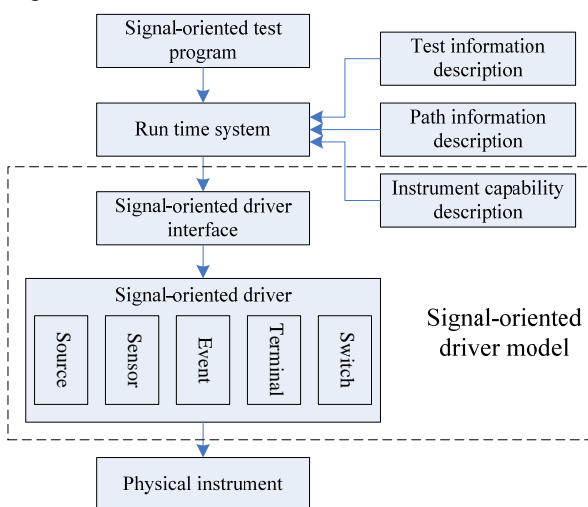 Signal-oriented test
program
Test information
description
Run time system
Path information
description
Signal-oriented driver
interface
Instrument capability
description
Signal-oriented driver
Source
Sensor
Event
Terminal
Switch
Signal-oriented
driver model
Physical instrument